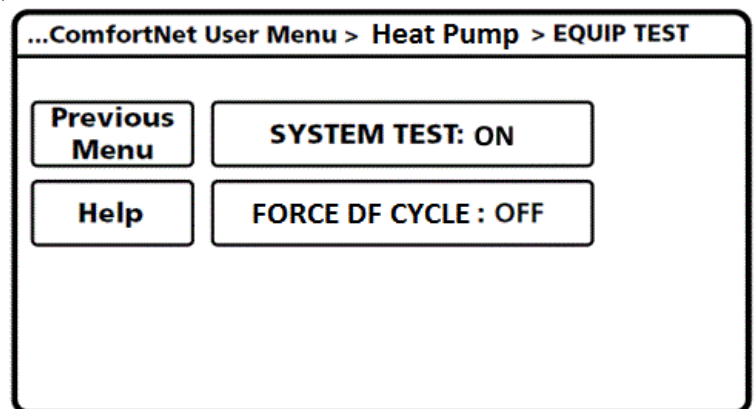 ...ComfortNet User Menu > Heat Pump > EQUIP TEST
Previous
Menu
SYSTEM TEST: ON
Help
FORCE DF CYCLE : OFF